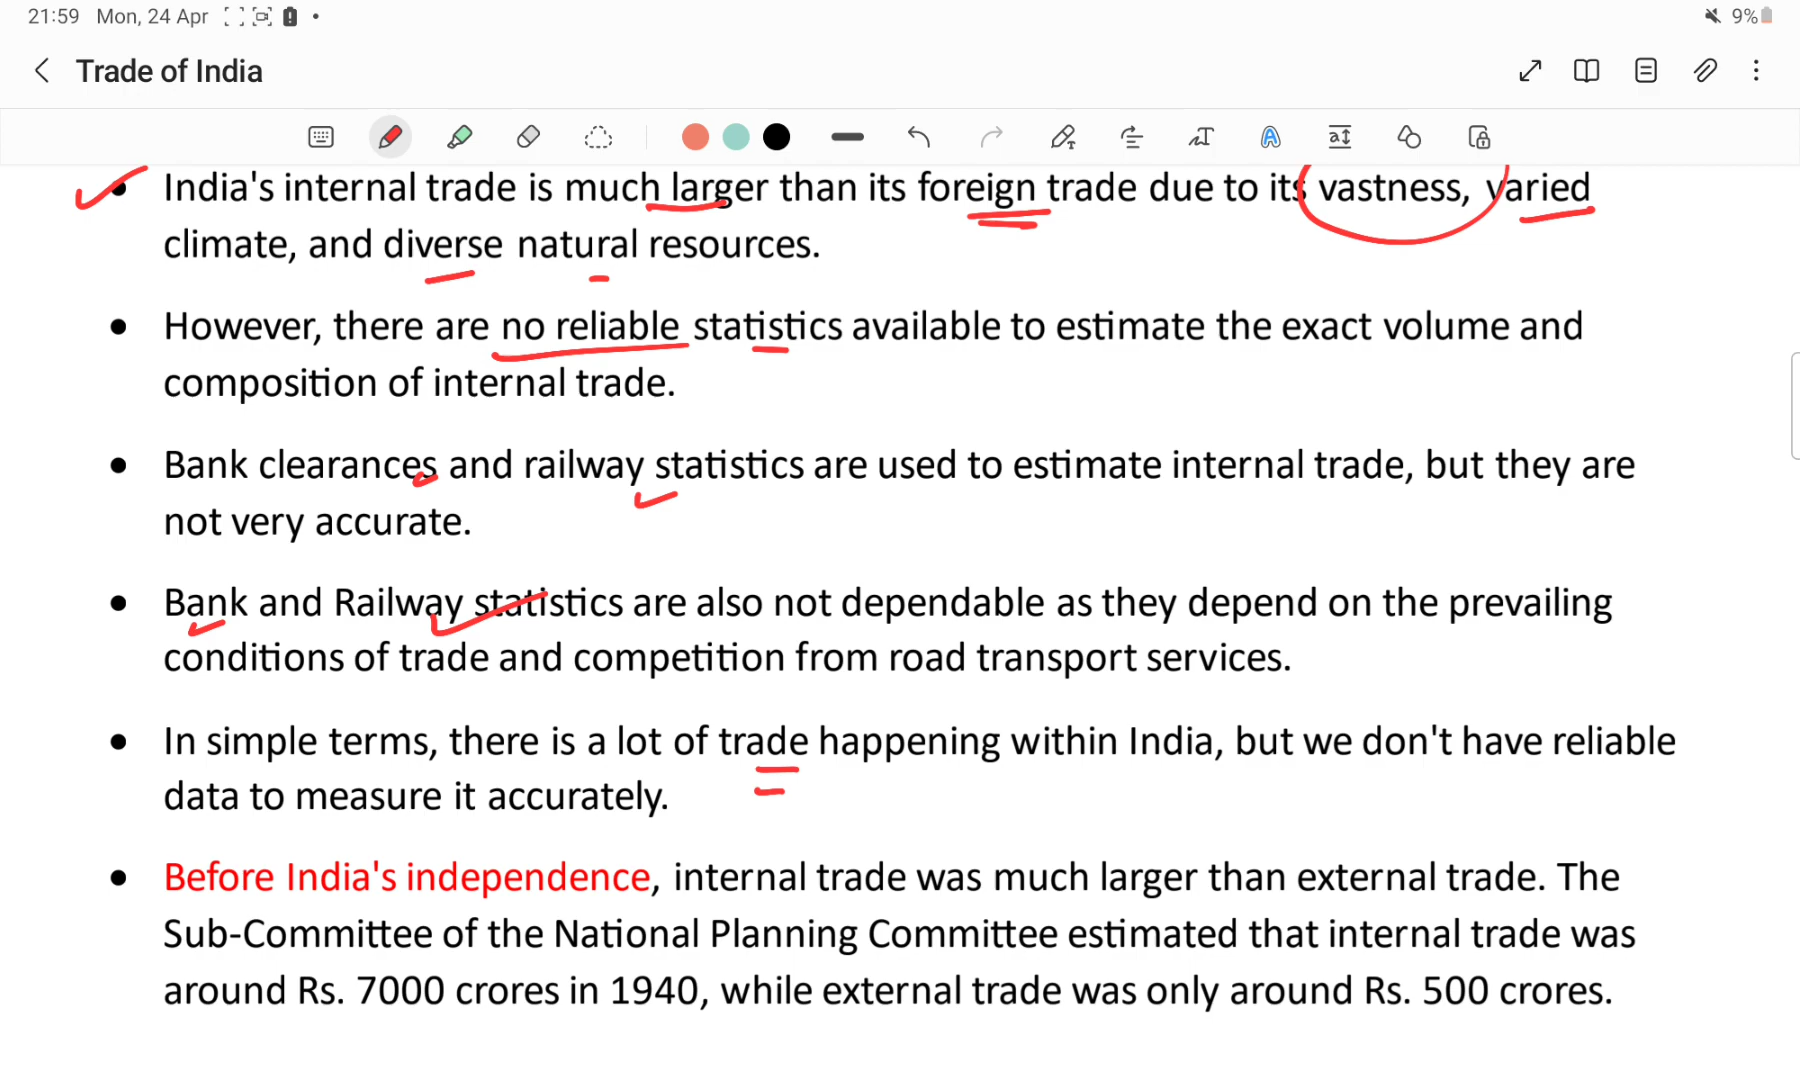 21:59 Mon, 24 Apr
9%
Trade of India
India's internal trade is much larger than its foreign trade due to its vastness, varied
climate, and diverse natural resources.
However, there are no reliable statistics available to estimate the exact volume and
composition of internal trade.
Bank clearances and railway statistics are used to estimate internal trade, but they are
not very accurate.
Bank and Railway statistics are also not dependable as they depend on the prevailing
conditions of trade and competition from road transport services.
In simple terms, there is a lot of trade happening within India, but we don't have reliable
data to measure it accurately.
Before India's independence, internal trade was much larger than external trade. The
Sub-Committee of the National Planning Committee estimated that internal trade was
around Rs. 7000 crores in 1940, while external trade was only around Rs. 500 crores.